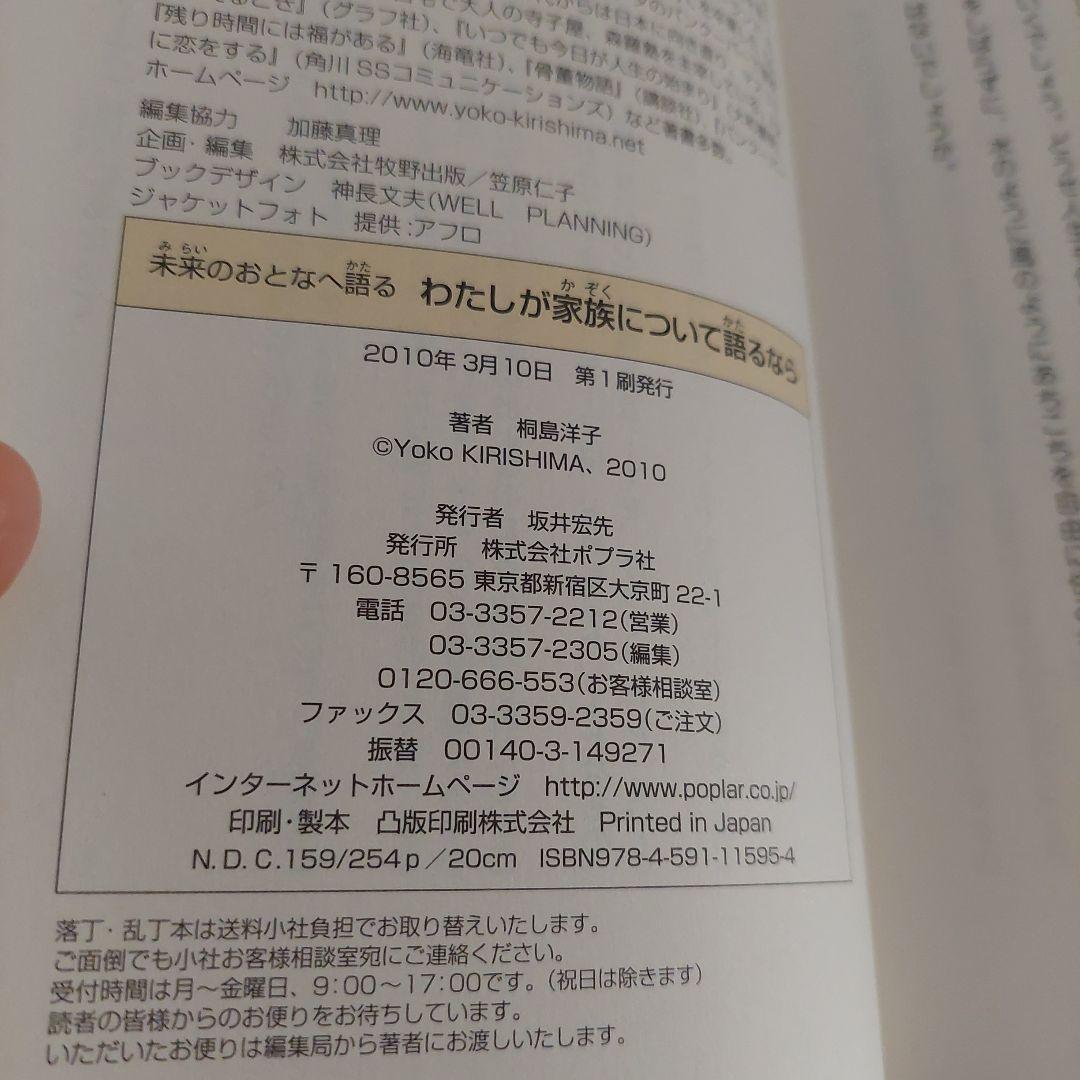 『残り時間には福がある』(海竜社)、『骨董物語』(講談社)、
に恋をする』(角川SSコミュニケーションズ)など著書多数。
ホームページ http://www.yoko-kirishima.net
編集協力 加藤真理
企画・編集 株式会社牧野出版/笠原仁子
ブックデザイン 神長文夫(WELL PLANNING)
ジャケットフォト 提供:アフロ
未来のおとなへ語る わたしが家族について語るなら
2010年3月10日 第1刷発行
著者 桐島洋子
©Yoko KIRISHIMA、2010
発行者 坂井宏先
発行所 株式会社ポプラ社
〒160-8565 東京都新宿区大京町22-1
電話 03-3357-2212(営業)
03-3357-2305(編集)
0120-666-553(お客様相談室)
ファックス 03-3359-2359(ご注文)
振替 00140-3-149271
インターネットホームページ http://www.poplar.co.jp/
印刷・製本 凸版印刷株式会社 Printed in Japan
N.D.C.159/254p/20cm ISBN978-4-591-11595-4
落丁・乱丁本は送料小社負担でお取り替えいたします。
ご面倒でも小社お客様相談室宛にご連絡ください。
受付時間は月〜金曜日、9:00〜17:00です。(祝日は除きます)
読者の皆様からのお便りをお待ちしています。
いただいたお便りは編集局から著者にお渡しいたします。